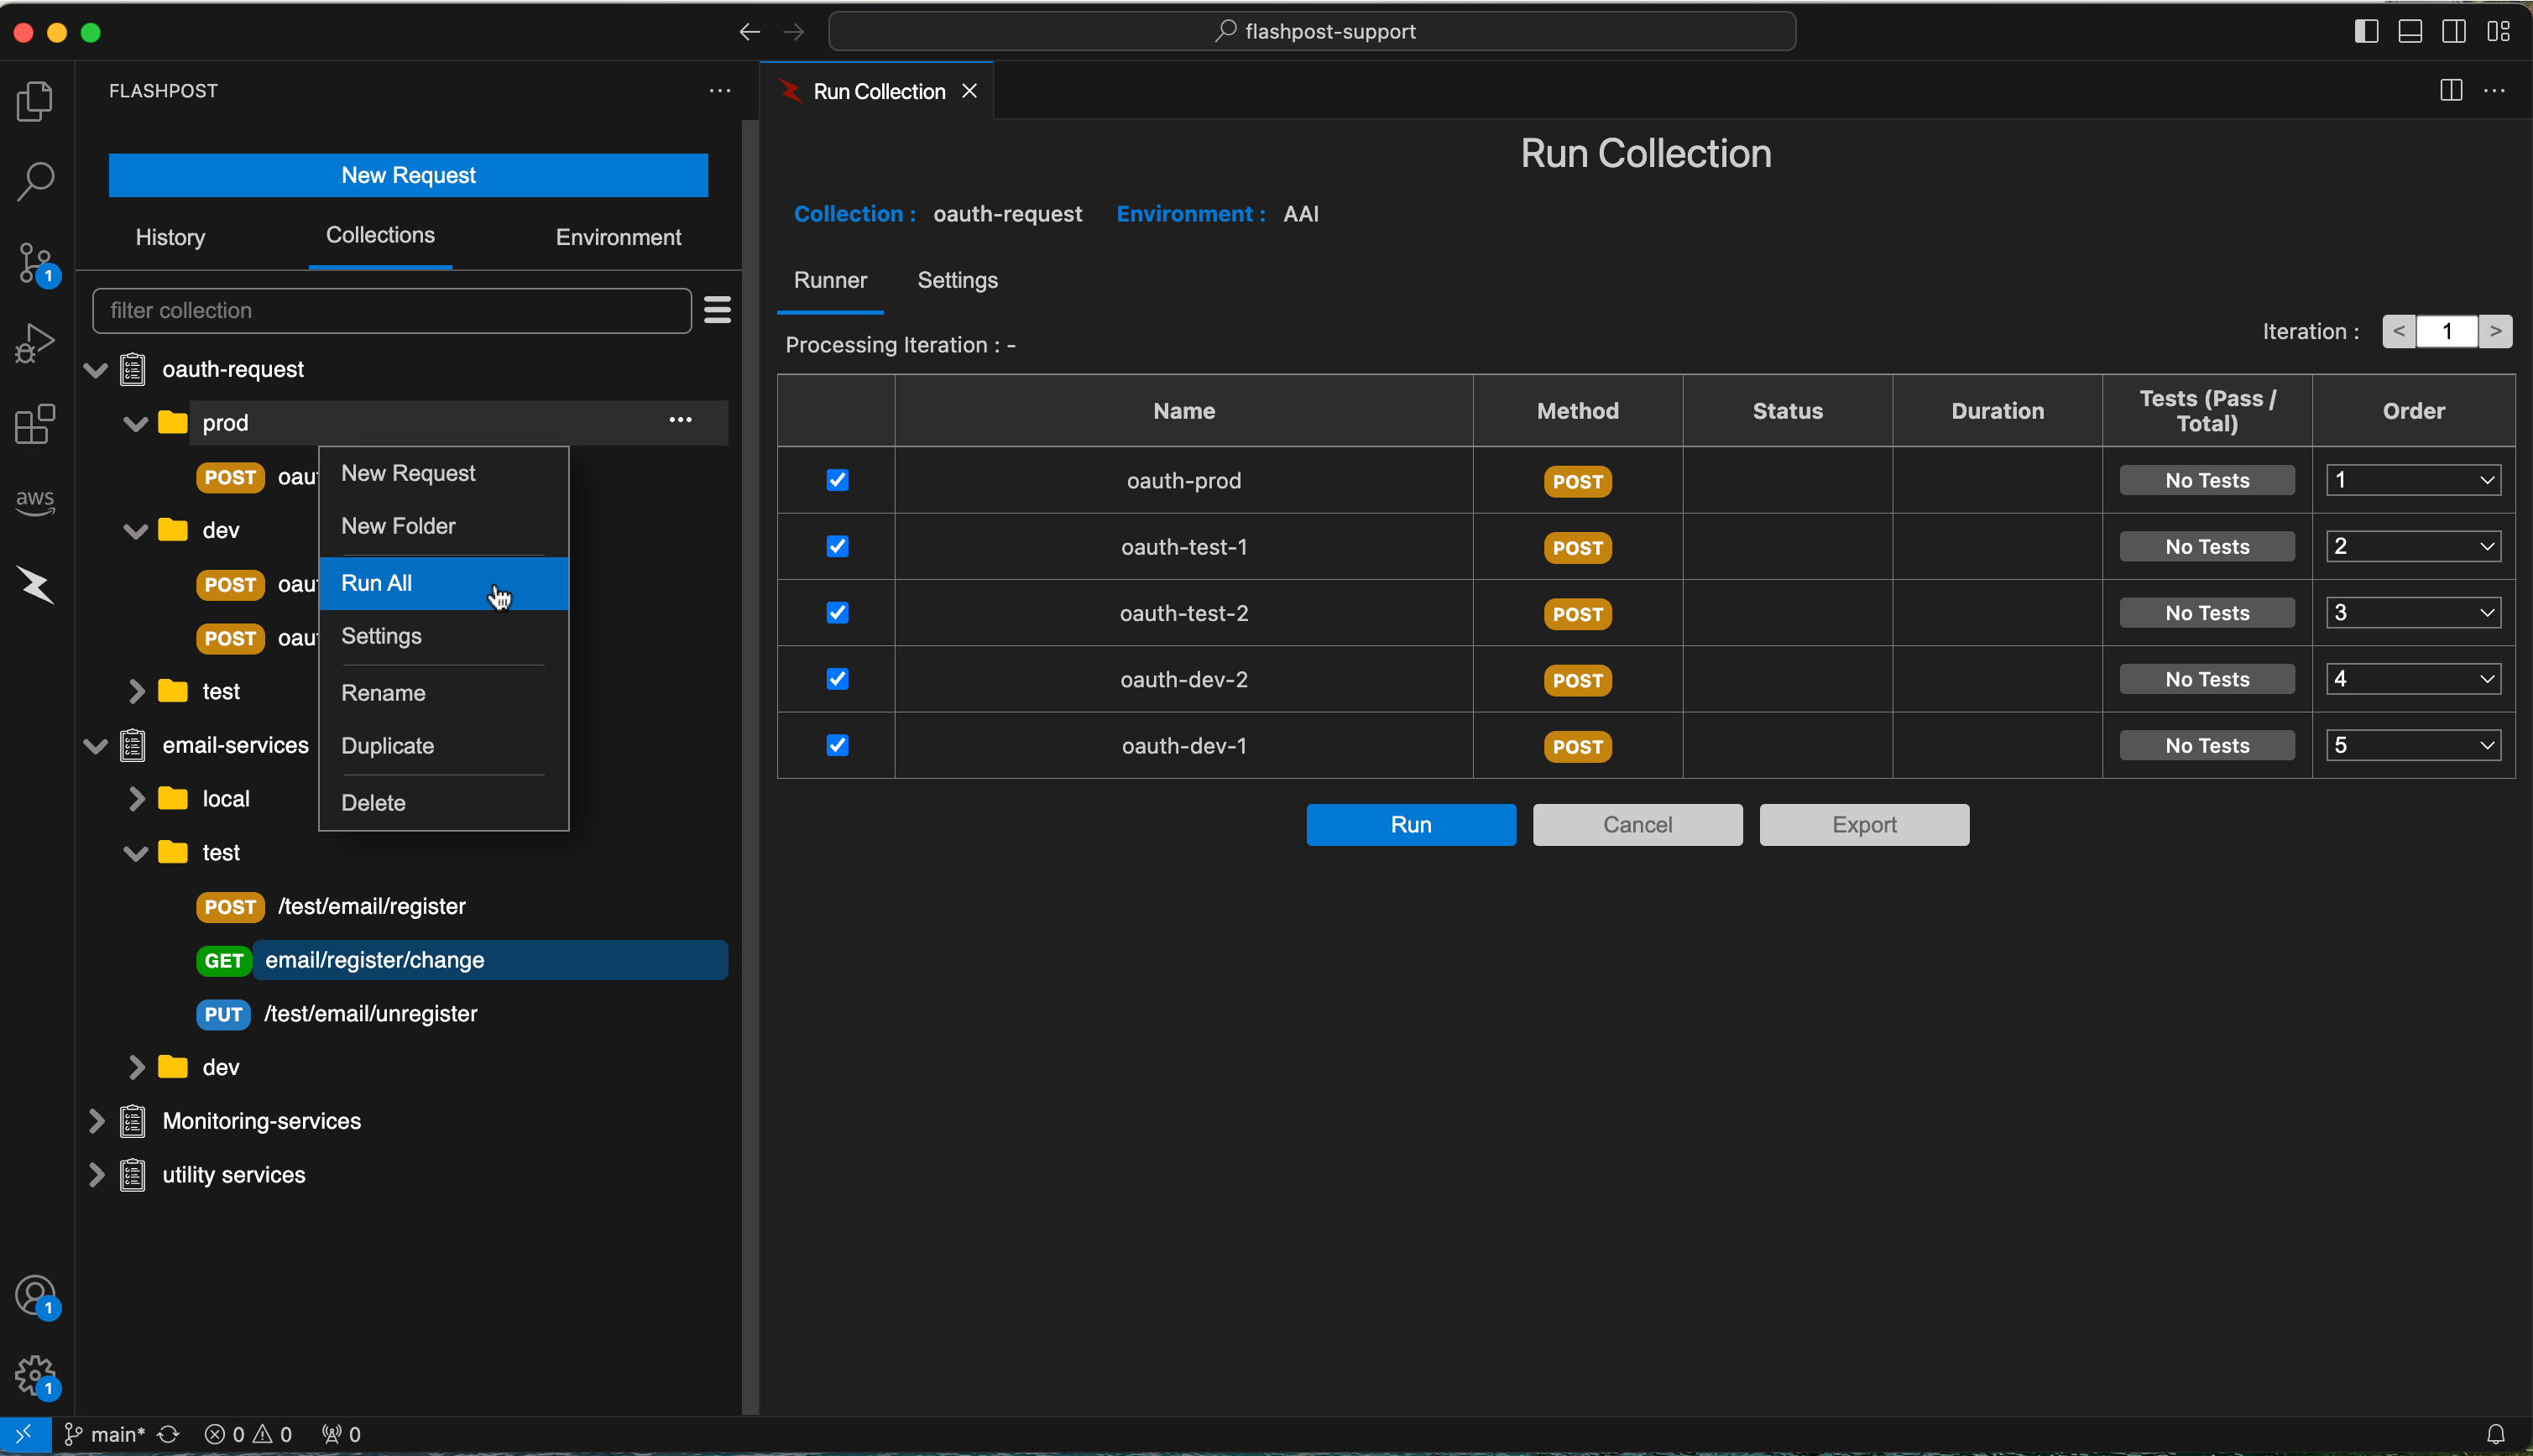 flashpost-support
FLASHPOST
New Request
History Collections Environment
filter collection
oauth-request
prod
POST oau
dev
POST oau
POST oau
test
email-services
local
test
POST /test/email/register
GET email/register/change
PUT /test/email/unregister
dev
Monitoring-services
utility services
New Request
New Folder
Run All
Settings
Rename
Duplicate
Delete
1
aws
1
1
Run Collection
Run Collection
Collection : oauth-request Environment : AAI
Runner Settings
Processing Iteration : -
Iteration : < 1 >
Name Method Status Duration Tests (Pass / Total) Order
oauth-prod POST No Tests 1
oauth-test-1 POST No Tests 2
oauth-test-2 POST No Tests 3
oauth-dev-2 POST No Tests 4
oauth-dev-1 POST No Tests 5
Run Cancel Export
main* 0 0 0